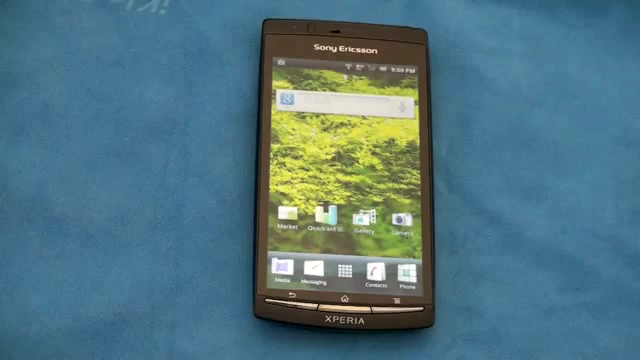 Sony Ericsson
9:50 PM
Market
Quadrant St.
Gallery
Camera
Media
Messaging
Contacts
Phone
XPERIA